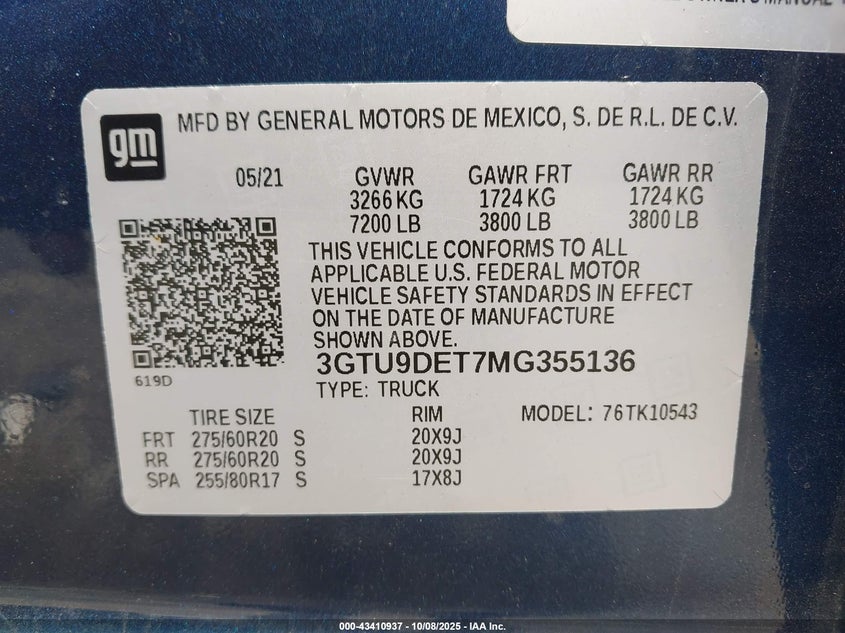 OWNER'S MANUAL
gm
MFD BY GENERAL MOTORS DE MEXICO, S. DE R.L. DE C.V.
05/21 GVWR GAWR FRT GAWR RR
3266 KG 1724 KG 1724 KG
7200 LB 3800 LB 3800 LB
THIS VEHICLE CONFORMS TO ALL
APPLICABLE U.S. FEDERAL MOTOR
VEHICLE SAFETY STANDARDS IN EFFECT
ON THE DATE OF MANUFACTURE
SHOWN ABOVE.
3GTU9DET7MG355136
619D
TYPE: TRUCK
TIRE SIZE RIM MODEL: 76TK10543
FRT 275/60R20 S 20X9J
RR 275/60R20 S 20X9J
SPA 255/80R17 S 17X8J
000-43410937 - 10/08/2025 - IAA Inc.